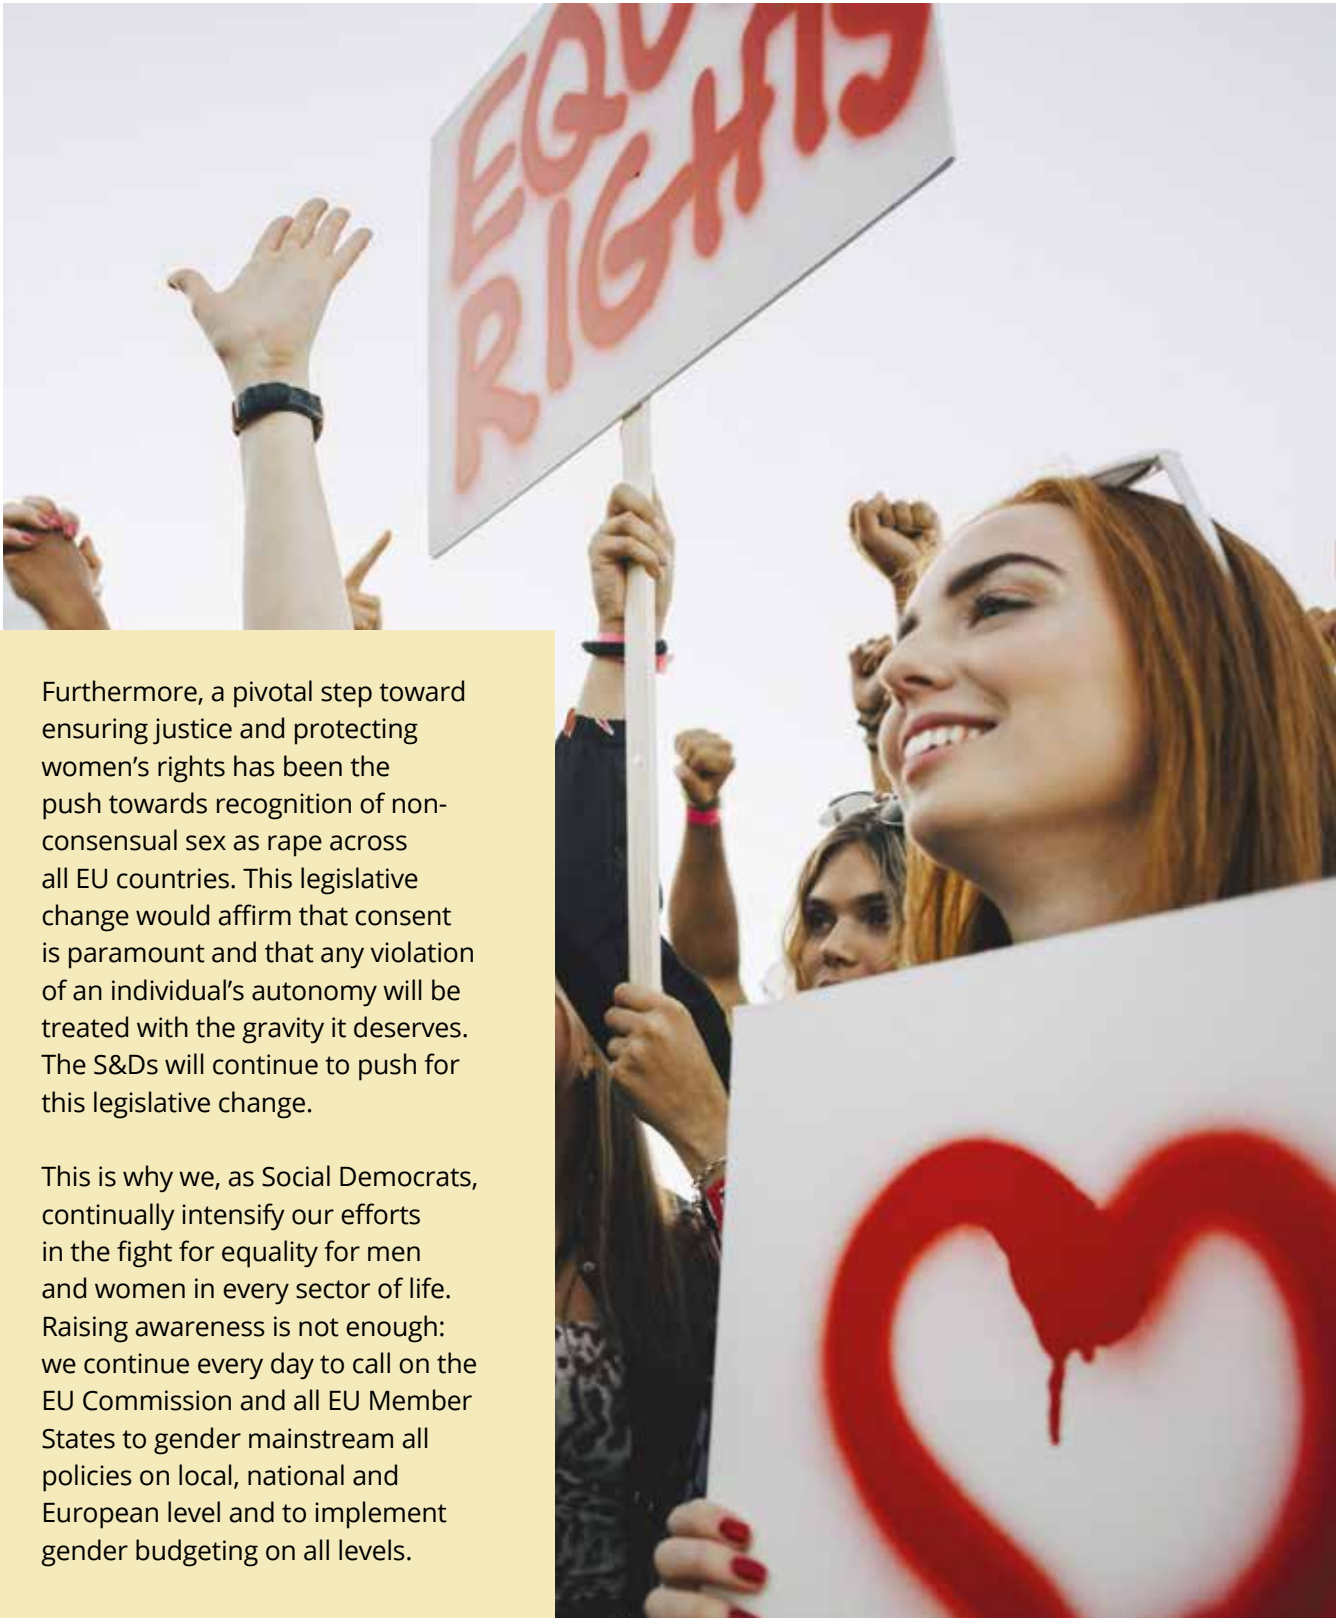 EQUAL
RIGHTS
Furthermore, a pivotal step toward
ensuring justice and protecting
women’s rights has been the
push towards recognition of non-
consensual sex as rape across
all EU countries. This legislative
change would affirm that consent
is paramount and that any violation
of an individual’s autonomy will be
treated with the gravity it deserves.
The S&Ds will continue to push for
this legislative change.
This is why we, as Social Democrats,
continually intensify our efforts
in the fight for equality for men
and women in every sector of life.
Raising awareness is not enough:
we continue every day to call on the
EU Commission and all EU Member
States to gender mainstream all
policies on local, national and
European level and to implement
gender budgeting on all levels.